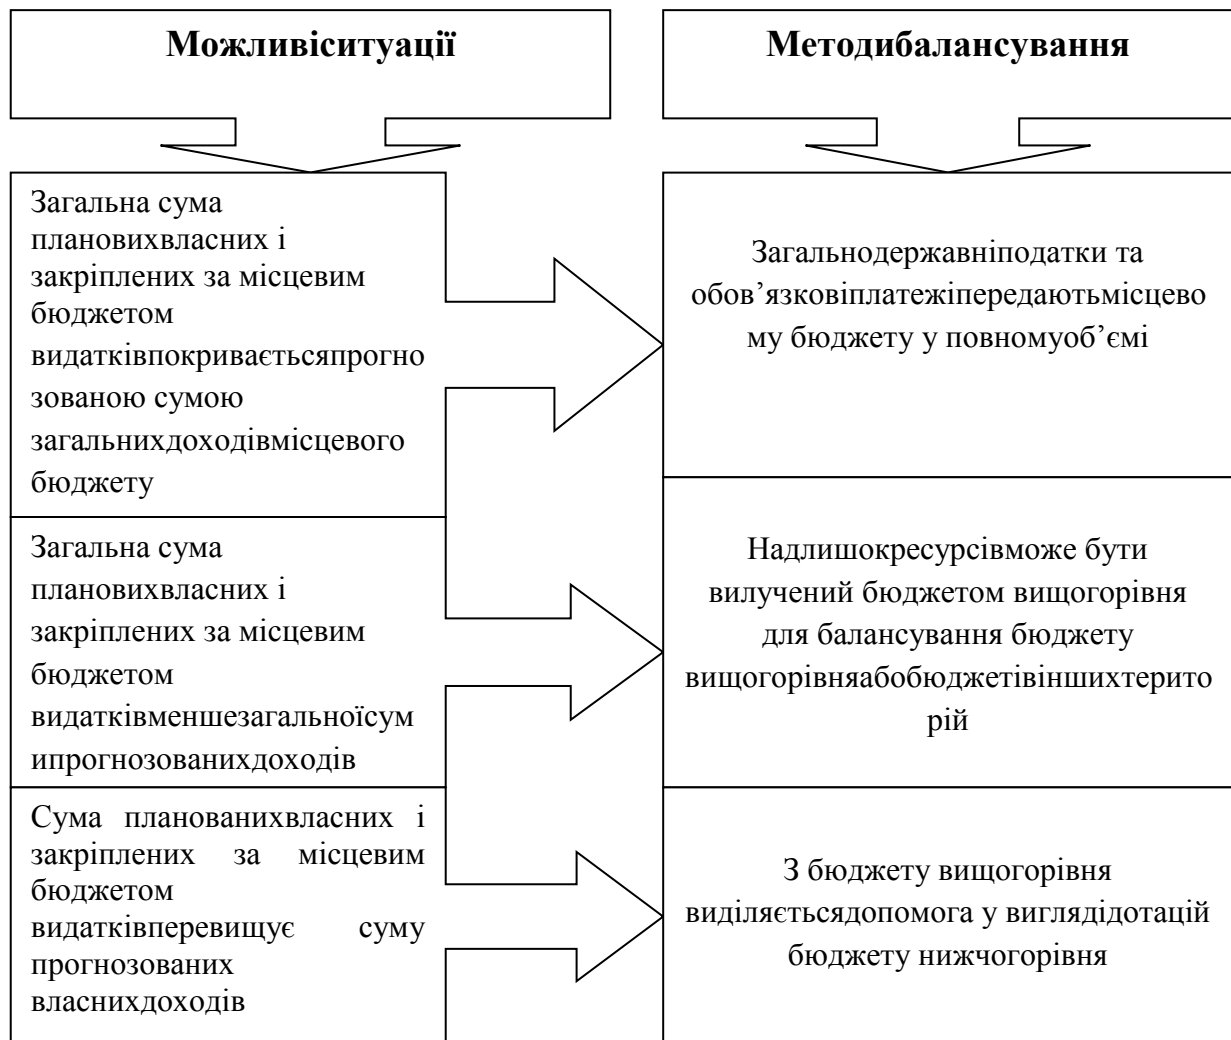 Можливіситуації
Методибалансування
Загальна сума
плановихвласних і
закріплених за місцевим
бюджетом
видатківпокриваєтьсяпрогно
зованою сумою
загальнихдоходівмісцевого
бюджету
Загальнодержавніподатки та
обов’язковіплатежіпередаютьмісцево
му бюджету у повномуоб’ємі
Загальна сума
плановихвласних і
закріплених за місцевим
бюджетом
видатківменшезагальноїсум
ипрогнозованихдоходів
Надлишокресурсівможе бути
вилучений бюджетом вищогорівня
для балансування бюджету
вищогорівняабобюджетівіншихтерито
рій
Сума планованихвласних і
закріплених за місцевим
бюджетом
видатківперевищує суму
прогнозованих
власнихдоходів
З бюджету вищогорівня
виділяєтьсядопомога у виглядідотацій
бюджету нижчогорівня